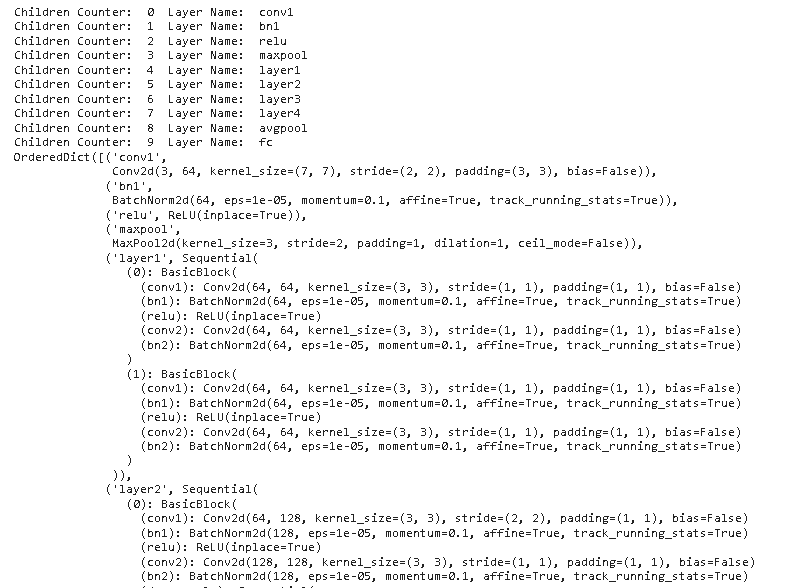 Children Counter:  0  Layer Name:  conv1
Children Counter:  1  Layer Name:  bn1
Children Counter:  2  Layer Name:  relu
Children Counter:  3  Layer Name:  maxpool
Children Counter:  4  Layer Name:  layer1
Children Counter:  5  Layer Name:  layer2
Children Counter:  6  Layer Name:  layer3
Children Counter:  7  Layer Name:  layer4
Children Counter:  8  Layer Name:  avgpool
Children Counter:  9  Layer Name:  fc
OrderedDict([('conv1',
Conv2d(3, 64, kernel_size=(7, 7), stride=(2, 2), padding=(3, 3), bias=False)),
('bn1',
BatchNorm2d(64, eps=1e-05, momentum=0.1, affine=True, track_running_stats=True)),
('relu', ReLU(inplace=True)),
('maxpool',
MaxPool2d(kernel_size=3, stride=2, padding=1, dilation=1, ceil_mode=False)),
('layer1', Sequential(
(0): BasicBlock(
(conv1): Conv2d(64, 64, kernel_size=(3, 3), stride=(1, 1), padding=(1, 1), bias=False)
(bn1): BatchNorm2d(64, eps=1e-05, momentum=0.1, affine=True, track_running_stats=True)
(relu): ReLU(inplace=True)
(conv2): Conv2d(64, 64, kernel_size=(3, 3), stride=(1, 1), padding=(1, 1), bias=False)
(bn2): BatchNorm2d(64, eps=1e-05, momentum=0.1, affine=True, track_running_stats=True)
)
(1): BasicBlock(
(conv1): Conv2d(64, 64, kernel_size=(3, 3), stride=(1, 1), padding=(1, 1), bias=False)
(bn1): BatchNorm2d(64, eps=1e-05, momentum=0.1, affine=True, track_running_stats=True)
(relu): ReLU(inplace=True)
(conv2): Conv2d(64, 64, kernel_size=(3, 3), stride=(1, 1), padding=(1, 1), bias=False)
(bn2): BatchNorm2d(64, eps=1e-05, momentum=0.1, affine=True, track_running_stats=True)
)
)),
('layer2', Sequential(
(0): BasicBlock(
(conv1): Conv2d(64, 128, kernel_size=(3, 3), stride=(2, 2), padding=(1, 1), bias=False)
(bn1): BatchNorm2d(128, eps=1e-05, momentum=0.1, affine=True, track_running_stats=True)
(relu): ReLU(inplace=True)
(conv2): Conv2d(128, 128, kernel_size=(3, 3), stride=(1, 1), padding=(1, 1), bias=False)
(bn2): BatchNorm2d(128, eps=1e-05, momentum=0.1, affine=True, track_running_stats=True)